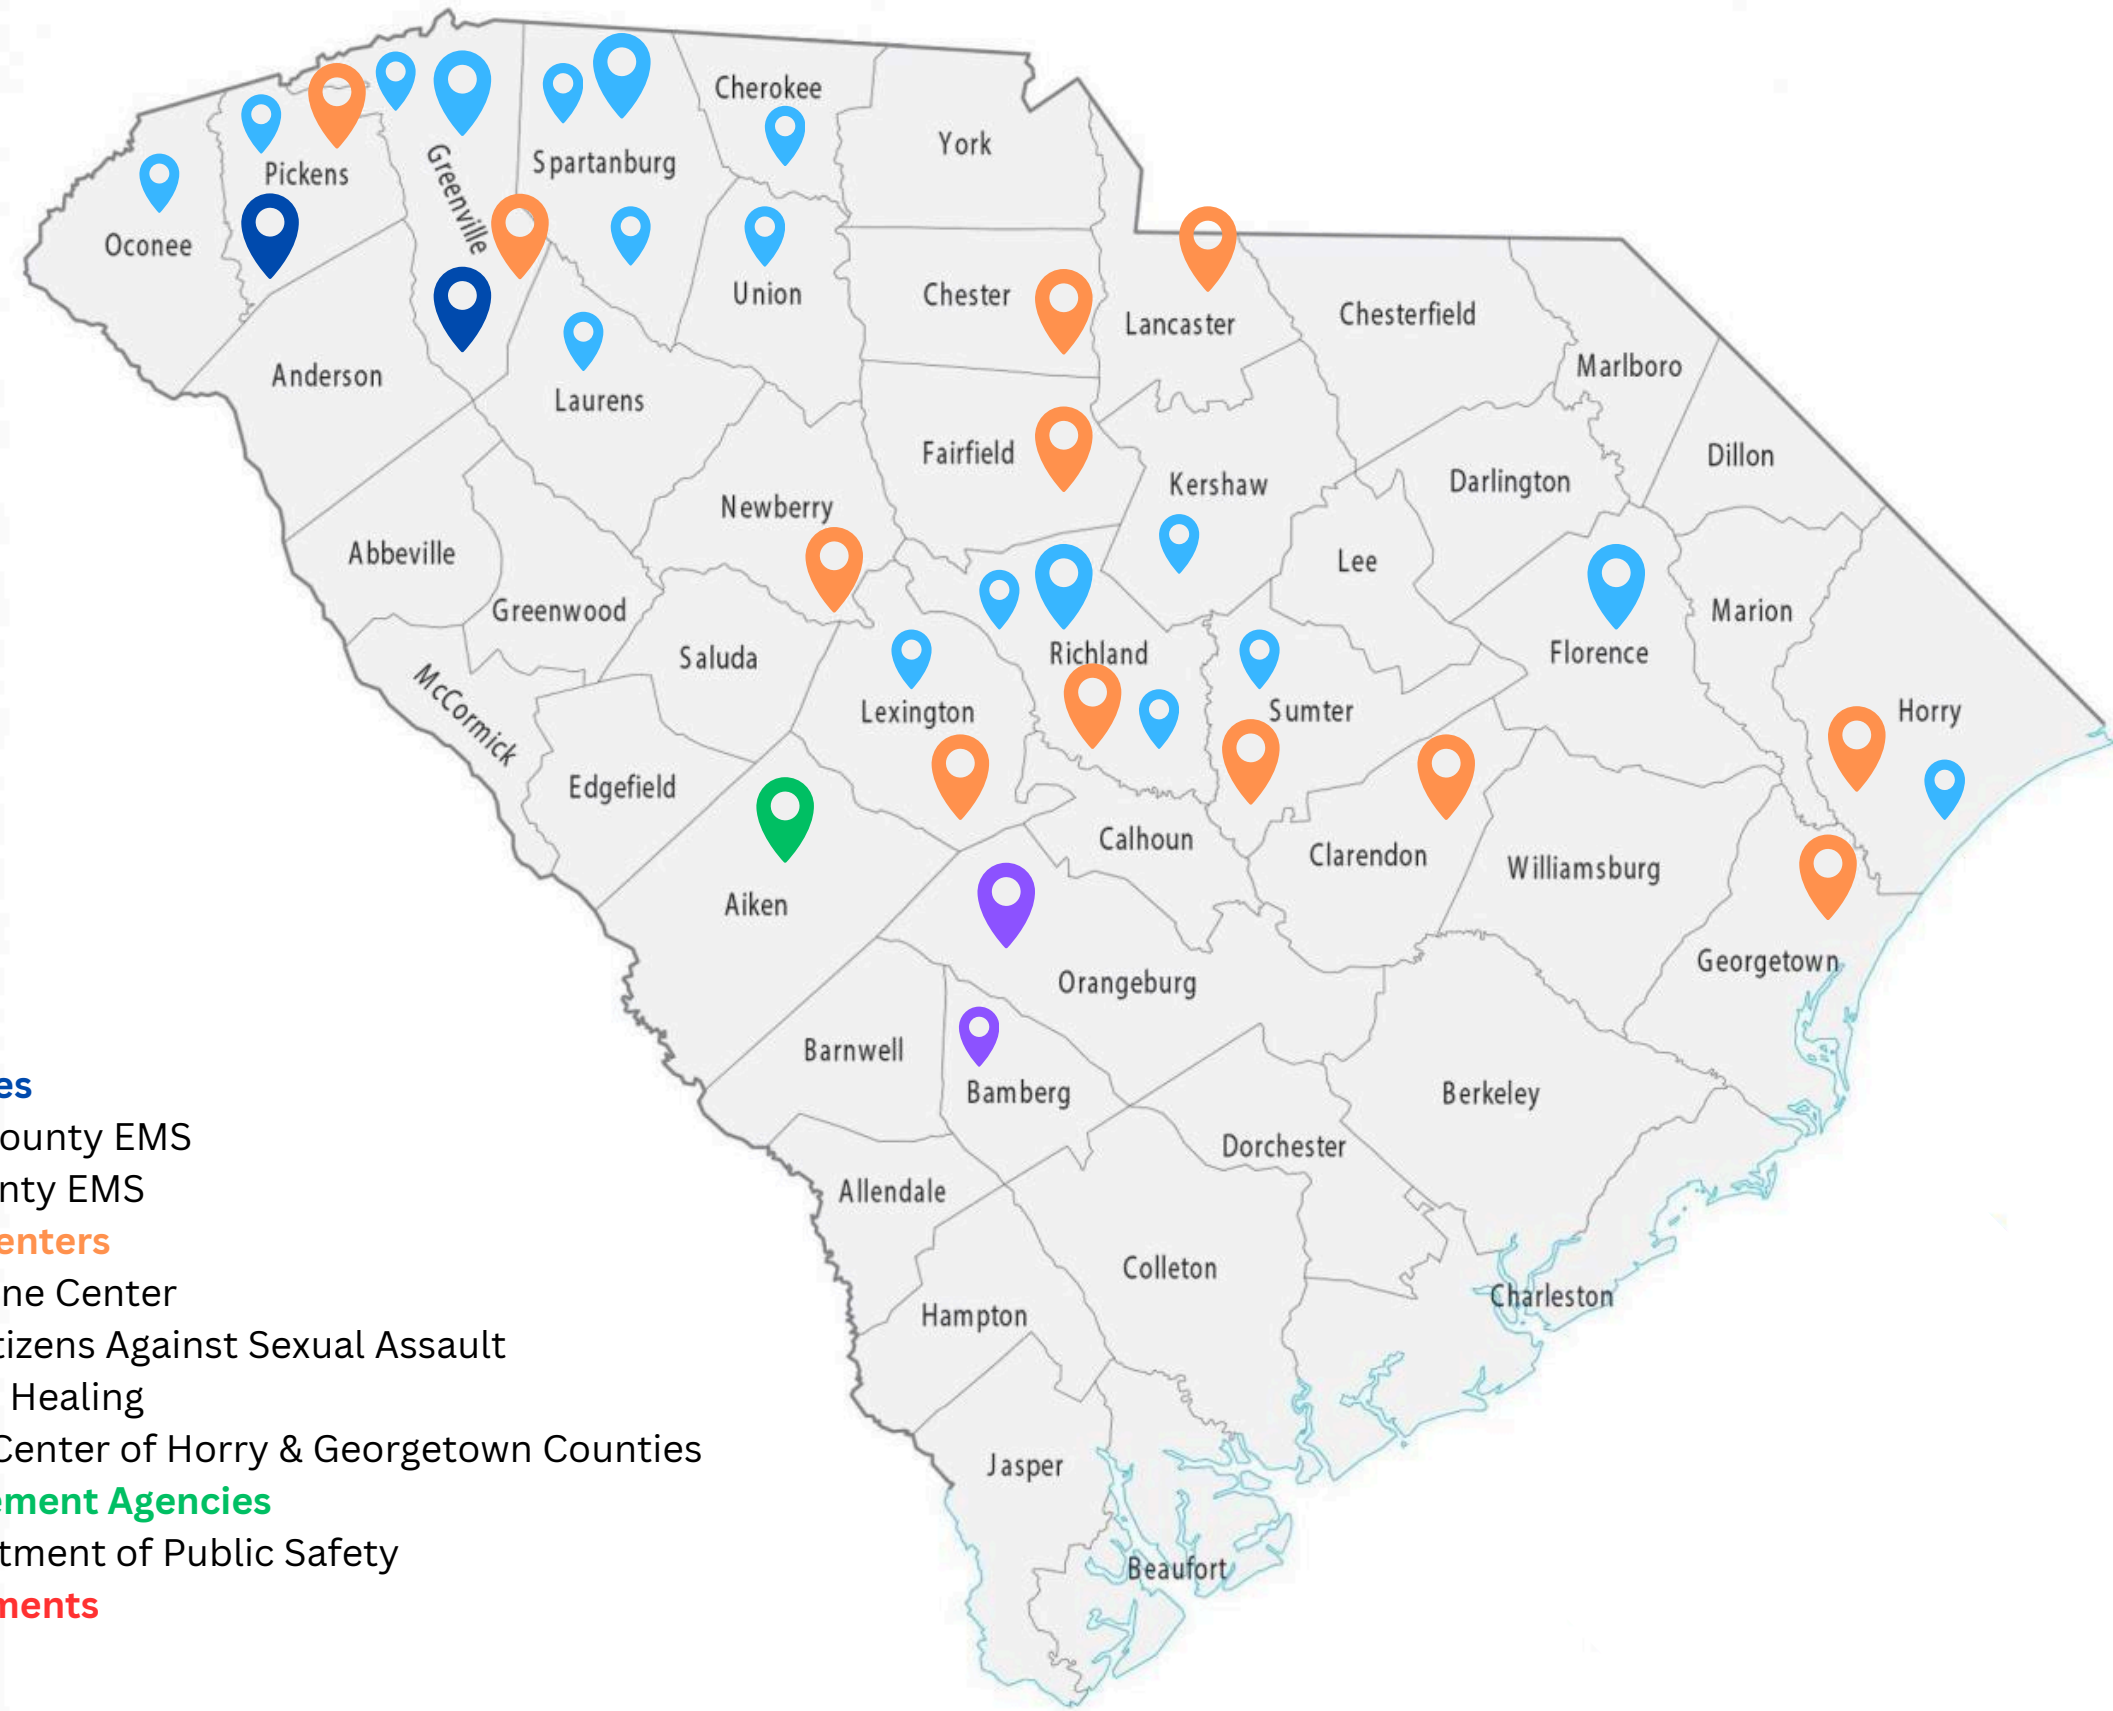 Cherokee
York
Spartanburg
Pickens
Greenville
Oconee
Union
Chester
Lancaster
Chesterfield
Marlboro
Anderson
Laurens
Fairfield
Kershaw
Darlington
Dillon
Newberry
Abbeville
Lee
Greenwood
Marion
Saluda
Richland
Florence
McCormick
Lexington
Sumter
Horry
Edgefield
Calhoun
Clarendon
Williamsburg
Aiken
Georgetown
Orangeburg
Barnwell
Bamberg
Berkeley
Dorchester
Allendale
Colleton
Charleston
Hampton
Jasper
Beaufort
es
ounty EMS
nty EMS
enters
ne Center
tizens Against Sexual Assault
Healing
Center of Horry & Georgetown Counties
ement Agencies
tment of Public Safety
ments